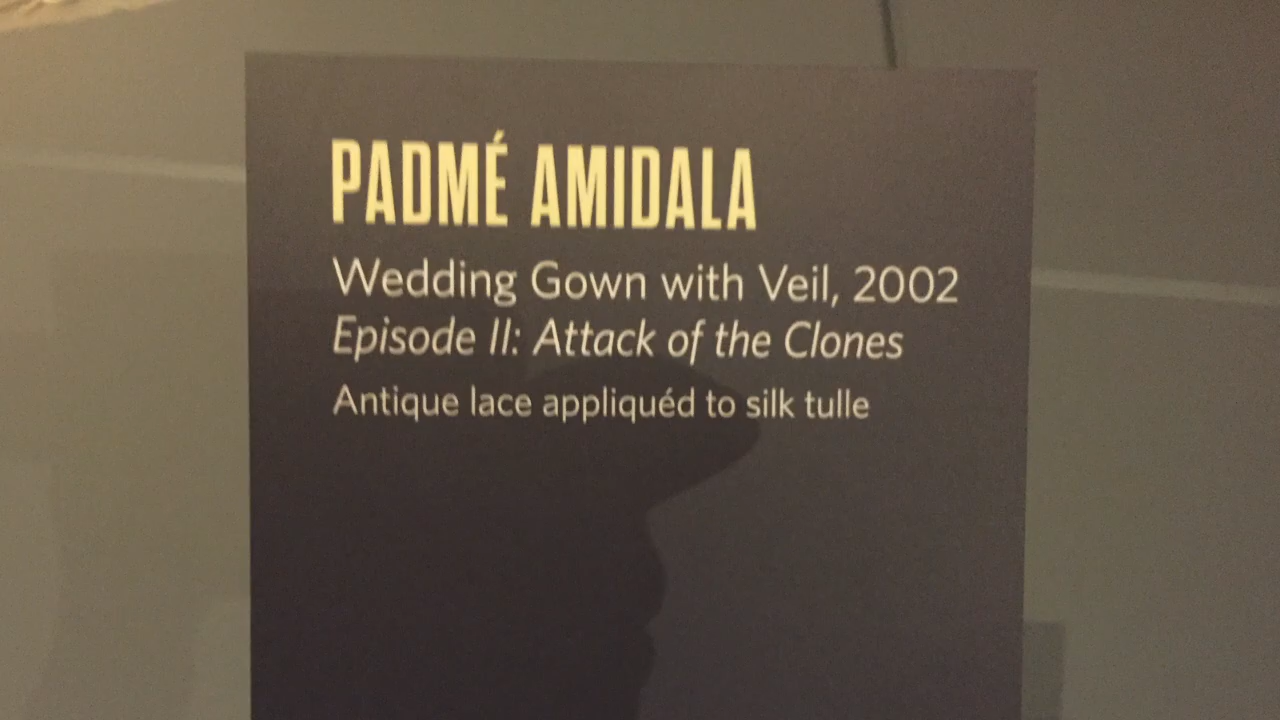 PADMÉ AMIDALA
Wedding Gown with Veil, 2002
Episode II: Attack of the Clones
Antique lace appliquéd to silk tulle